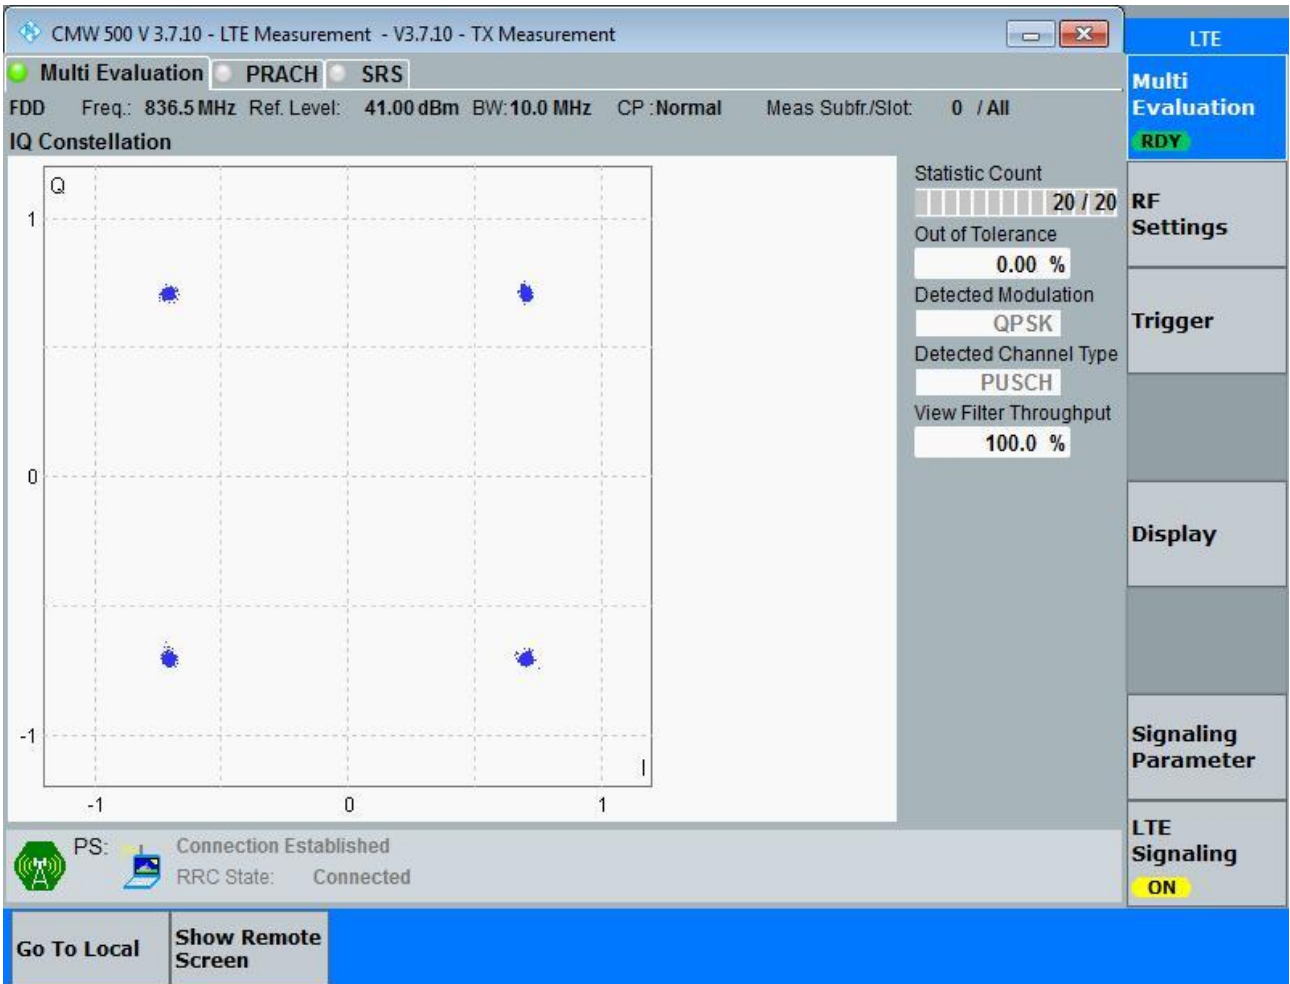 CMW 500 V 3.7.10 - LTE Measurement - V3.7.10 - TX Measurement
LTE
Multi Evaluation PRACH SRS
FDD Freq.: 836.5 MHz Ref. Level: 41.00 dBm BW: 10.0 MHz CP : Normal Meas Subfr./Slot: 0 / All
IQ Constellation
Q
1
0
-1
I
-1 0 1
Statistic Count
20 / 20
Out of Tolerance
0.00 %
Detected Modulation
QPSK
Detected Channel Type
PUSCH
View Filter Throughput
100.0 %
Multi
Evaluation
RDY
RF
Settings
Trigger
Display
Signaling
Parameter
LTE
Signaling
ON
PS: Connection Established
RRC State: Connected
Go To Local
Show Remote
Screen